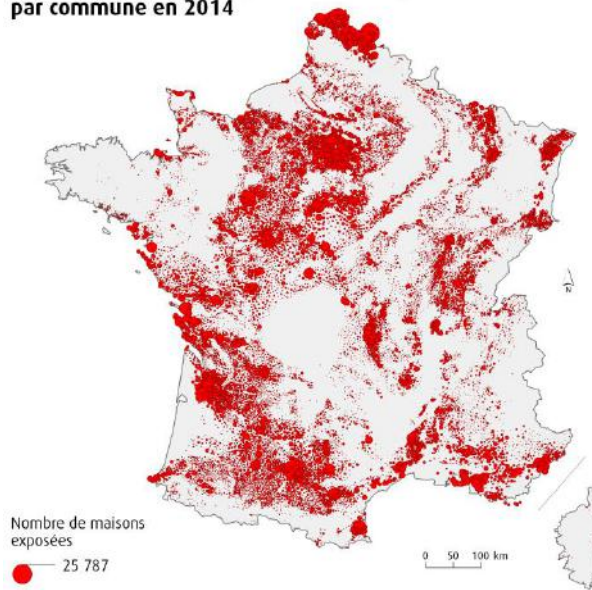 par commune en 2014
N
Nombre de maisons
exposées
25 787
0 50 100 km